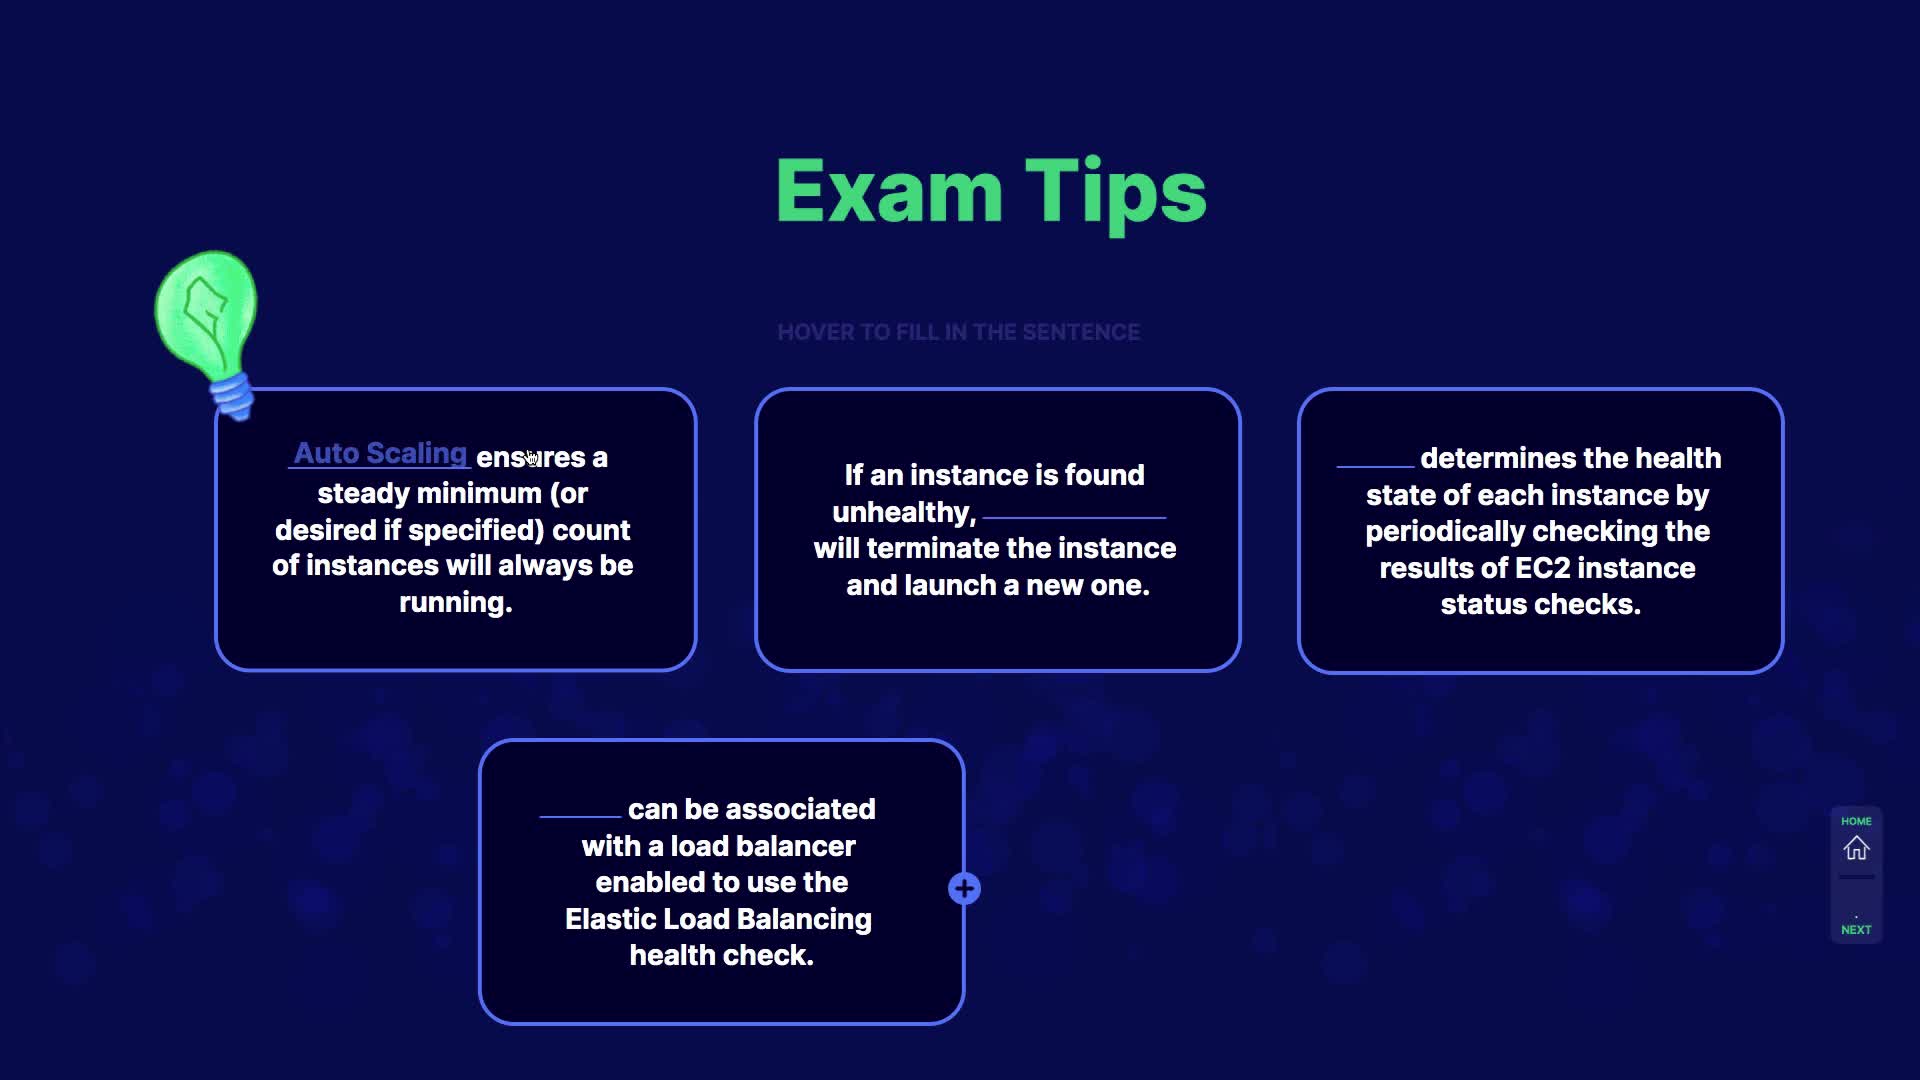 Exam Tips
HOVER TO FILL IN THE SENTENCE
Auto Scaling ensures a
steady minimum (or
desired if specified) count
of instances will always be
running.
If an instance is found
unhealthy,
will terminate the instance
and launch a new one.
determines the health
state of each instance by
periodically checking the
results of EC2 instance
status checks.
can be associated
with a load balancer
enabled to use the
Elastic Load Balancing
health check.
HOME
NEXT